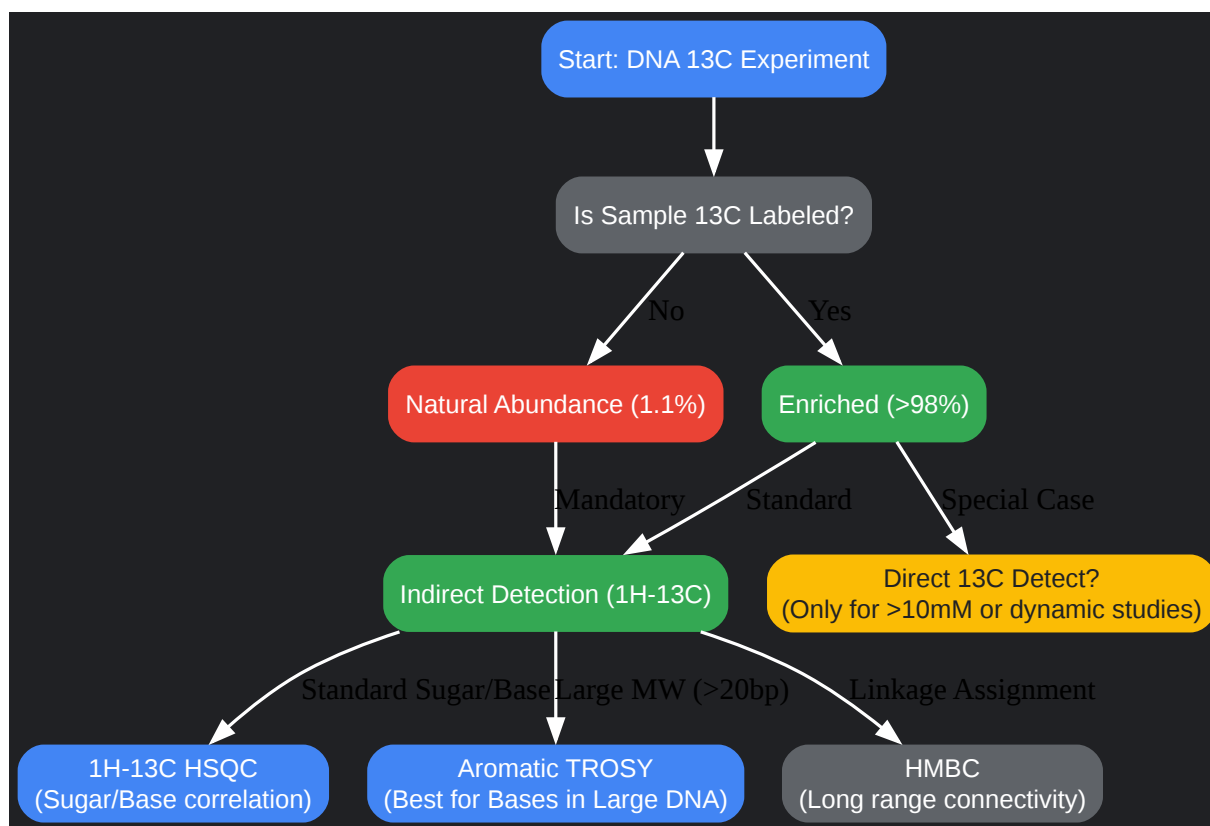 Start: DNA 13C Experiment
Is Sample 13C Labeled?
No
Yes
Natural Abundance (1.1%)
Enriched (>98%)
Mandatory
Standard
Special Case
Indirect Detection (1H-13C)
Direct 13C Detect?
(Only for >10mM or dynamic studies)
Standard Sugar/Base
Large MW (>20bp)
Linkage Assignment
1H-13C HSQC
(Sugar/Base correlation)
Aromatic TROSY
(Best for Bases in Large DNA)
HMBC
(Long range connectivity)